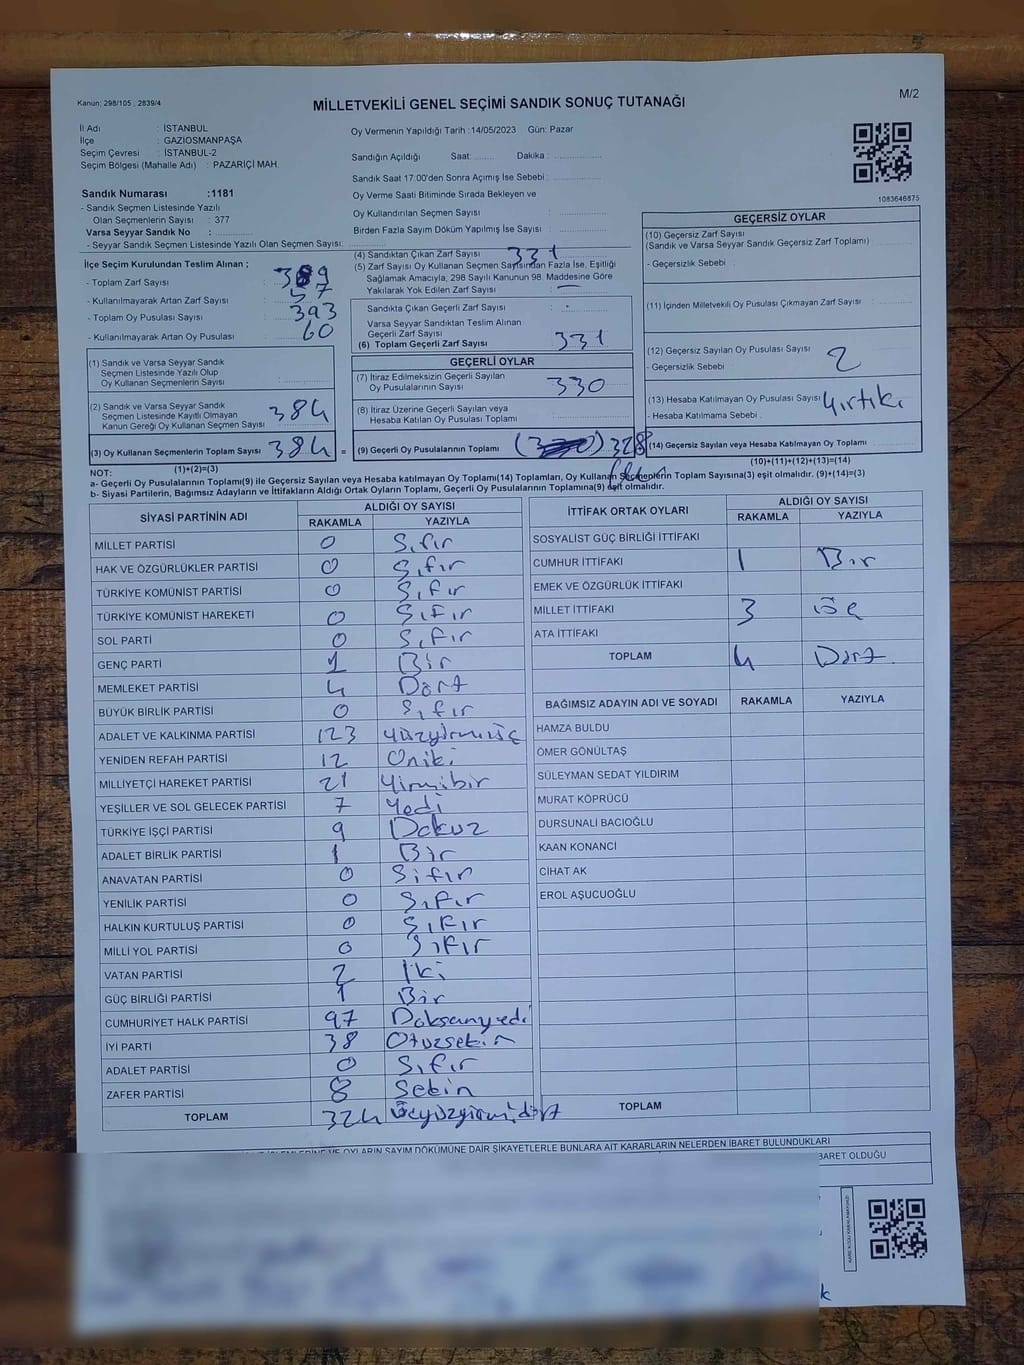 Kanun; 298/105 , 2839/4
MİLLETVEKİLİ GENEL SEÇİMİ SANDIK SONUÇ TUTANAĞI
M/2
İl Adı : İSTANBUL
İlçe : GAZİOSMANPAŞA
Seçim Çevresi : İSTANBUL-2
Seçim Bölgesi (Mahalle Adı) : PAZARİÇİ MAH.
Sandık Numarası :1181
- Sandık Seçmen Listesinde Yazılı
Olan Seçmenlerin Sayısı : 377
Varsa Seyyar Sandık No :
- Seyyar Sandık Seçmen Listesinde Yazılı Olan Seçmen Sayısı:
Oy Vermenin Yapıldığı Tarih :14/05/2023 Gün: Pazar
Sandığın Açıldığı Saat: ........ Dakika : ..................
Sandık Saat 17:00'den Sonra Açımış İse Sebebi :
Oy Verme Saati Bitiminde Sırada Bekleyen ve
Oy Kullandırılan Seçmen Sayısı :
Birden Fazla Sayım Döküm Yapılmış İse Sayısı :
1083646875
İlçe Seçim Kurulundan Teslim Alınan ;
- Toplam Zarf Sayısı : 389
- Kullanılmayarak Artan Zarf Sayısı : 57
- Toplam Oy Pusulası Sayısı : 393
- Kullanılmayarak Artan Oy Pusulası : 60
(4) Sandıktan Çıkan Zarf Sayısı : 331
(5) Zarf Sayısı Oy Kullanan Seçmen Sayısından Fazla İse, Eşitliği
Sağlamak Amacıyla; 298 Sayılı Kanunun 98. Maddesine Göre
Yakılarak Yok Edilen Zarf Sayısı : —
Sandıkta Çıkan Geçerli Zarf Sayısı :
Varsa Seyyar Sandıktan Teslim Alınan
Geçerli Zarf Sayısı :
(6) Toplam Geçerli Zarf Sayısı 331
GEÇERSİZ OYLAR
(10) Geçersiz Zarf Sayısı
(Sandık ve Varsa Seyyar Sandık Geçersiz Zarf Toplamı)
- Geçersizlik Sebebi :
(11) İçinden Milletvekili Oy Pusulası Çıkmayan Zarf Sayısı
(12) Geçersiz Sayılan Oy Pusulası Sayısı 2
- Geçersizlik Sebebi :
(13) Hesaba Katılmayan Oy Pusulası Sayısı Yırtık
- Hesaba Katılmama Sebebi :
(14) Geçersiz Sayılan veya Hesaba Katılmayan Oy Toplamı
(10)+(11)+(12)+(13)=(14)
(1) Sandık ve Varsa Seyyar Sandık
Seçmen Listesinde Yazılı Olup
Oy Kullanan Seçmenlerin Sayısı :
(2) Sandık ve Varsa Seyyar Sandık
Seçmen Listesinde Kayıtlı Olmayan
Kanun Gereği Oy Kullanan Seçmen Sayısı 384
(3) Oy Kullanan Seçmenlerin Toplam Sayısı 384 =
(1)+(2)=(3)
GEÇERLİ OYLAR
(7) İtiraz Edilmeksizin Geçerli Sayılan
Oy Pusulalarının Sayısı 330
(8) İtiraz Üzerine Geçerli Sayılan veya
Hesaba Katılan Oy Pusulası Toplamı
(9) Geçerli Oy Pusulalarının Toplamı (330) 328
NOT:
a- Geçerli Oy Pusulalarının Toplamı(9) ile Geçersiz Sayılan veya Hesaba katılmayan Oy Toplamı(14) Toplamları, Oy Kullanan Seçmenlerin Toplam Sayısına(3) eşit olmalıdır. (9)+(14)=(3)
b- Siyasi Partilerin, Bağımsız Adayların ve İttifakların Aldığı Ortak Oyların Toplamı, Geçerli Oy Pusulalarının Toplamına(9) eşit olmalıdır.
SİYASİ PARTİNİN ADI ALDIĞI OY SAYISI
RAKAMLA YAZIYLA
MİLLET PARTİSİ 0 Sıfır
HAK VE ÖZGÜRLÜKLER PARTİSİ 0 Sıfır
TÜRKİYE KOMÜNİST PARTİSİ 0 Sıfır
TÜRKİYE KOMÜNİST HAREKETİ 0 Sıfır
SOL PARTİ 0 Sıfır
GENÇ PARTİ 1 Bir
MEMLEKET PARTİSİ 4 Dört
BÜYÜK BİRLİK PARTİSİ 0 Sıfır
ADALET VE KALKINMA PARTİSİ 123 Yüzyirmiüç
YENİDEN REFAH PARTİSİ 12 Oniki
MİLLİYETÇİ HAREKET PARTİSİ 21 Yirmibir
YEŞİLLER VE SOL GELECEK PARTİSİ 7 Yedi
TÜRKİYE İŞÇİ PARTİSİ 9 Dokuz
ADALET BİRLİK PARTİSİ 1 Bir
ANAVATAN PARTİSİ 0 Sıfır
YENİLİK PARTİSİ 0 Sıfır
HALKIN KURTULUŞ PARTİSİ 0 Sıfır
MİLLİ YOL PARTİSİ 0 Sıfır
VATAN PARTİSİ 2 İki
GÜÇ BİRLİĞİ PARTİSİ 1 Bir
CUMHURİYET HALK PARTİSİ 97 Doksanyedi
İYİ PARTİ 38 Otuzsekin
ADALET PARTİSİ 0 Sıfır
ZAFER PARTİSİ 8 Sekin
TOPLAM 324 Üçyüzyirmidört
İTTİFAK ORTAK OYLARI ALDIĞI OY SAYISI
RAKAMLA YAZIYLA
SOSYALİST GÜÇ BİRLİĞİ İTTİFAKI
CUMHUR İTTİFAKI 1 Bir
EMEK VE ÖZGÜRLÜK İTTİFAKI
MİLLET İTTİFAKI 3 Üç
ATA İTTİFAKI
TOPLAM 4 Dört
BAĞIMSIZ ADAYIN ADI VE SOYADI RAKAMLA YAZIYLA
HAMZA BULDU
ÖMER GÖNÜLTAŞ
SÜLEYMAN SEDAT YILDIRIM
MURAT KÖPRÜCÜ
DURSUNALİ BACIOĞLU
KAAN KONANCİ
CİHAT AK
EROL AŞUCUOĞLU
TOPLAM
VE OYLARIN SAYIM DÖKÜMÜNE DAİR ŞİKAYETLERLE BUNLARA AİT KARARLARIN NELERDEN İBARET BULUNDUKLARI
BARET OLDUĞU